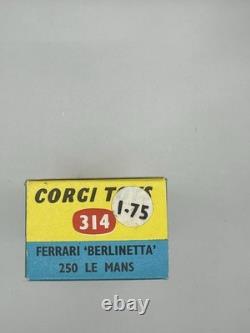 CORGI TOYS
314
1-75
FERRARI 'BERLINETTA'
250 LE MANS